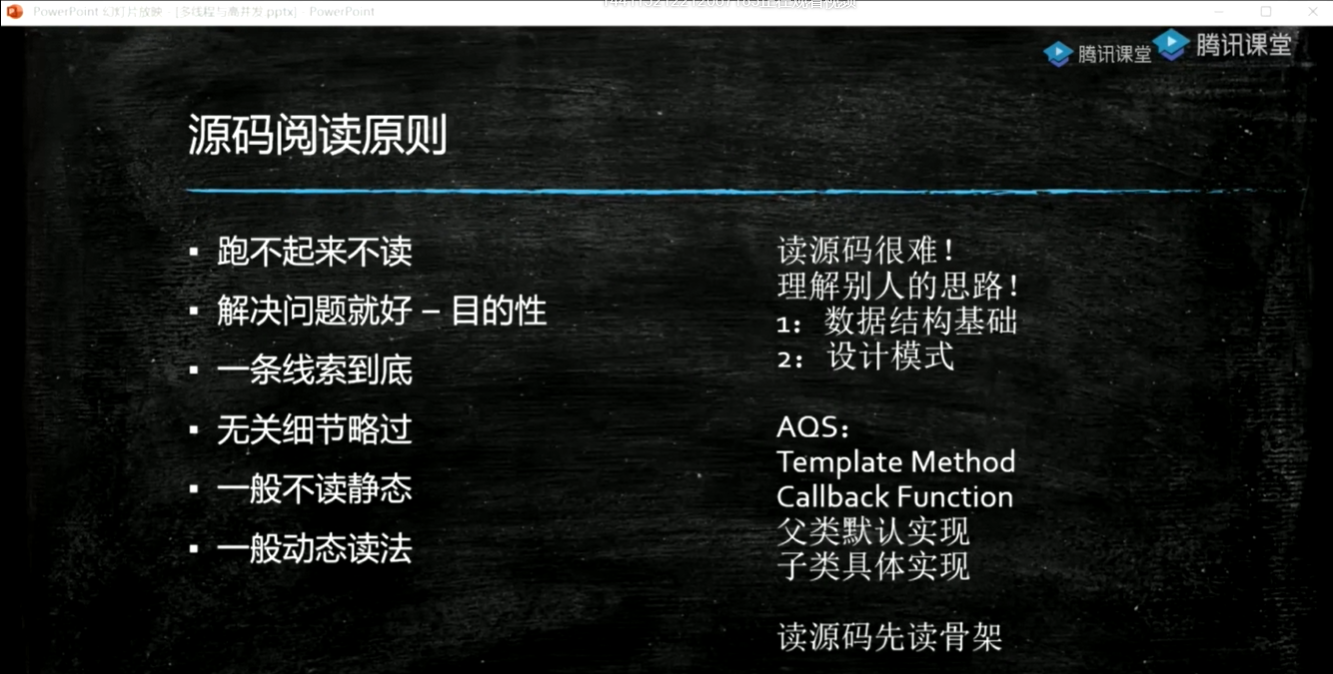 PowerPoint 幻灯片放映 - [多线程与高并发.pptx] - PowerPoint
正在观看视频
腾讯课堂
腾讯课堂
源码阅读原则
▪ 跑不起来不读
▪ 解决问题就好 – 目的性
▪ 一条线索到底
▪ 无关细节略过
▪ 一般不读静态
▪ 一般动态读法
读源码很难！
理解别人的思路！
1： 数据结构基础
2： 设计模式
AQS：
Template Method
Callback Function
父类默认实现
子类具体实现
读源码先读骨架